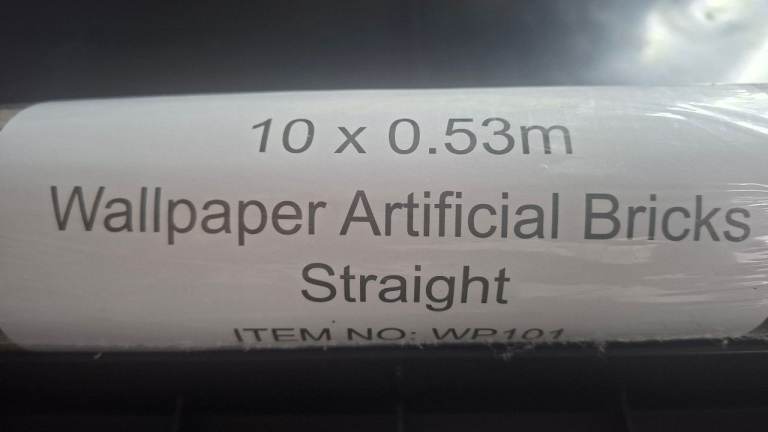 10 x 0.53m
Wallpaper Artificial Bricks
Straight
ITEM NO: WP101